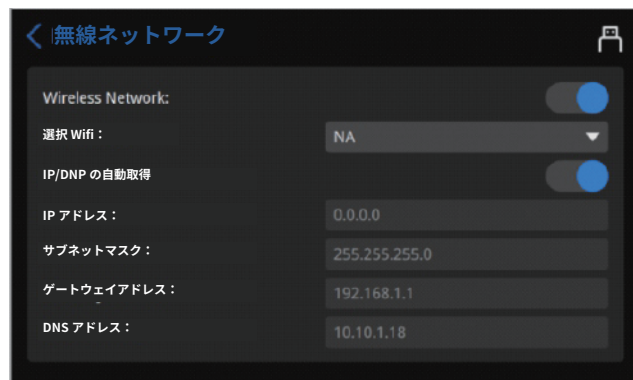 無線ネットワーク
Wireless Network:
選択 Wifi：
NA
IP/DNP の自動取得
IP アドレス：
0.0.0.0
サブネットマスク：
255.255.255.0
ゲートウェイアドレス：
192.168.1.1
DNS アドレス：
10.10.1.18